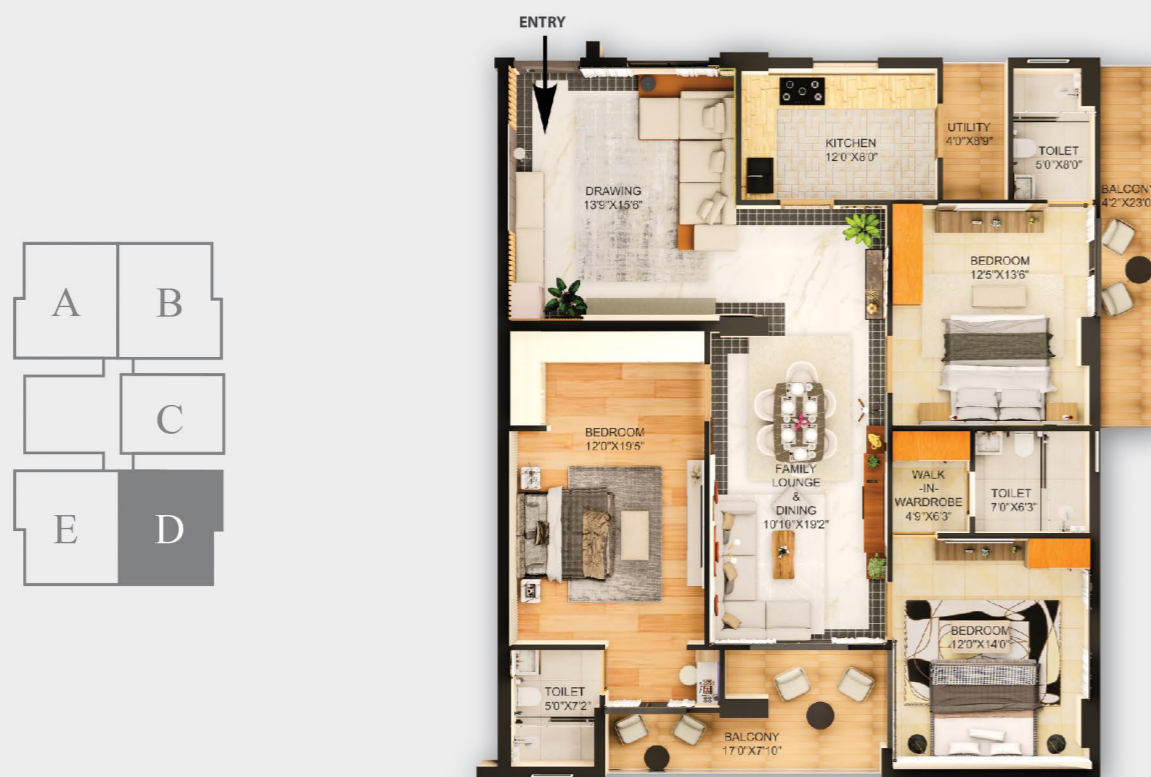 ENTRY
A
B
C
E
D
DRAWING
13'9"X15'6"
KITCHEN
12'0"X8'0"
UTILITY
4'0"X8'9"
TOILET
5'0"X8'0"
BALCONY
4'2"X23'0
BEDROOM
12'5"X13'6"
BEDROOM
12'0"X19'5"
FAMILY
LOUNGE
&
DINING
10'10"X19'2"
WALK
-IN-
WARDROBE
4'9"X6'3"
TOILET
7'0"X6'3"
BEDROOM
12'0"X14'0"
TOILET
5'0"X7'2"
BALCONY
17'0"X7'10"